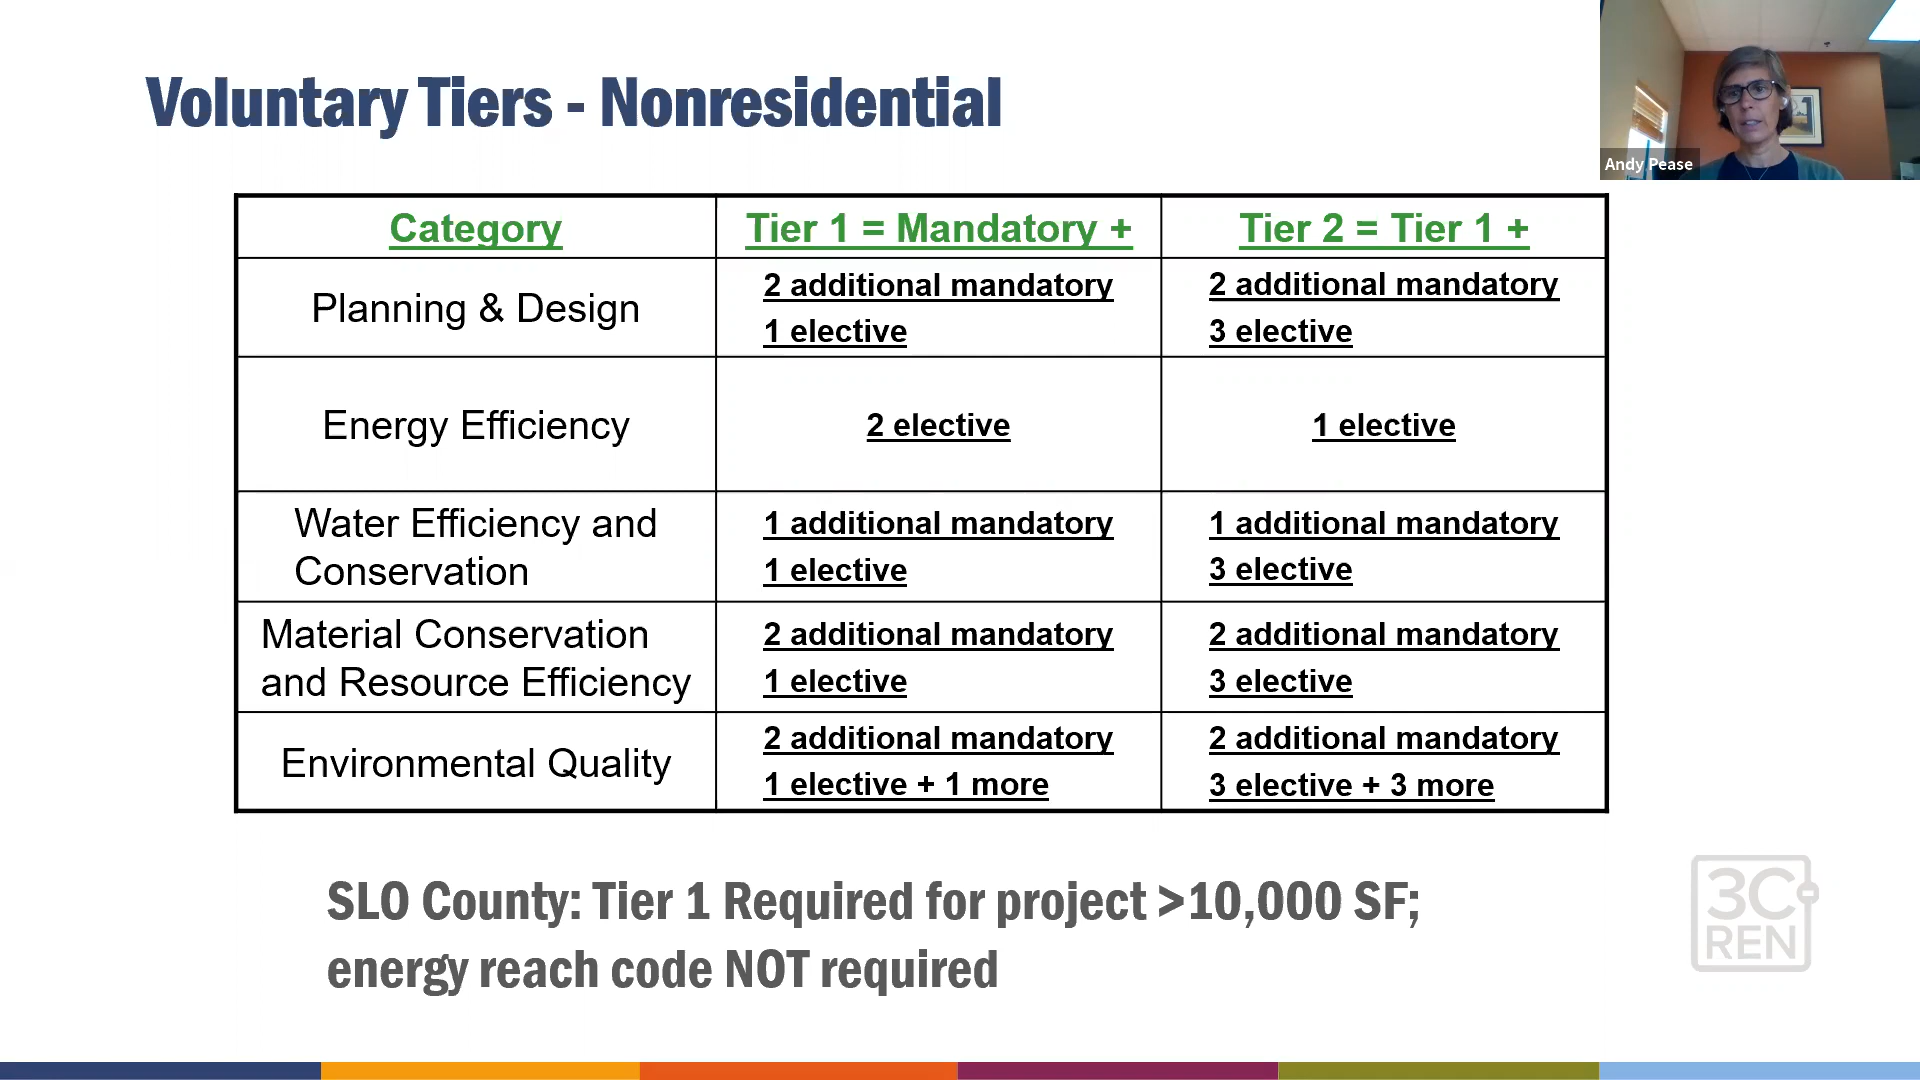 Voluntary Tiers - Nonresidential
Andy Pease
Category
Tier 1 = Mandatory +
Tier 2 = Tier 1 +
Planning & Design
2 additional mandatory
1 elective
2 additional mandatory
3 elective
Energy Efficiency
2 elective
1 elective
Water Efficiency and
Conservation
1 additional mandatory
1 elective
1 additional mandatory
3 elective
Material Conservation
and Resource Efficiency
2 additional mandatory
1 elective
2 additional mandatory
3 elective
Environmental Quality
2 additional mandatory
1 elective + 1 more
2 additional mandatory
3 elective + 3 more
SLO County: Tier 1 Required for project >10,000 SF;
energy reach code NOT required
3C
REN